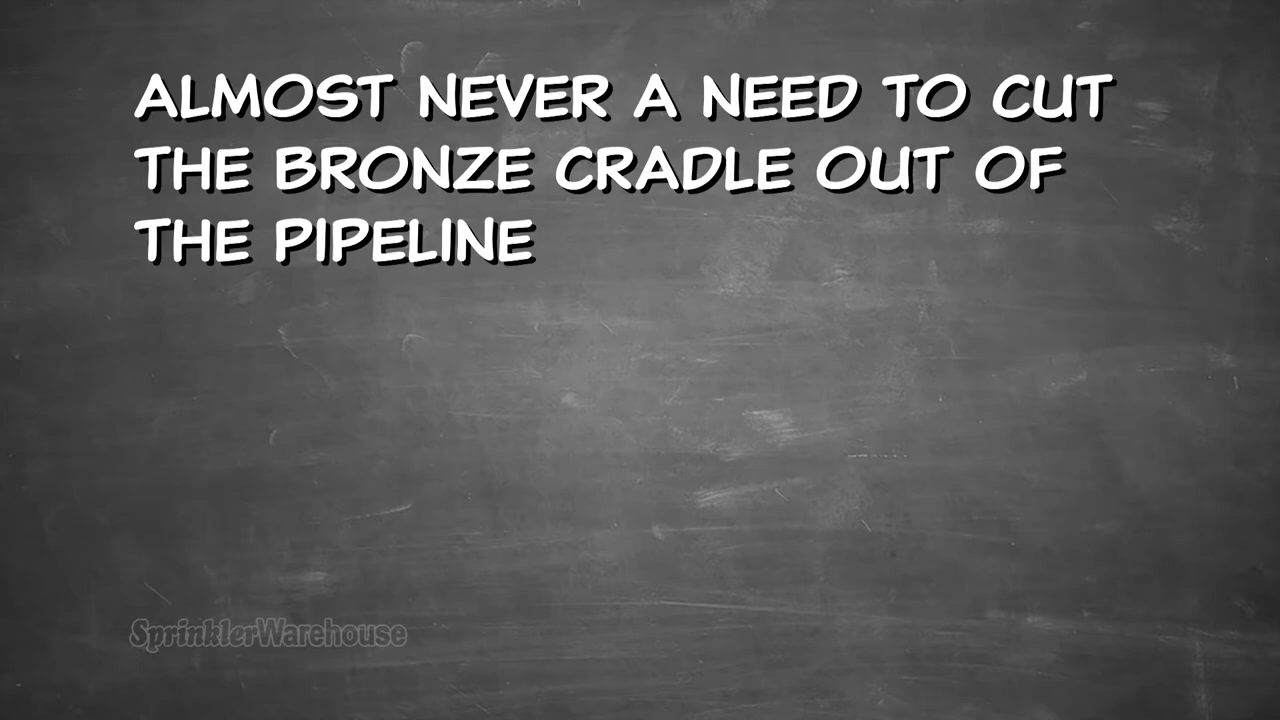 ALMOST NEVER A NEED TO CUT
THE BRONZE CRADLE OUT OF
THE PIPELINE
SprinklerWarehouse